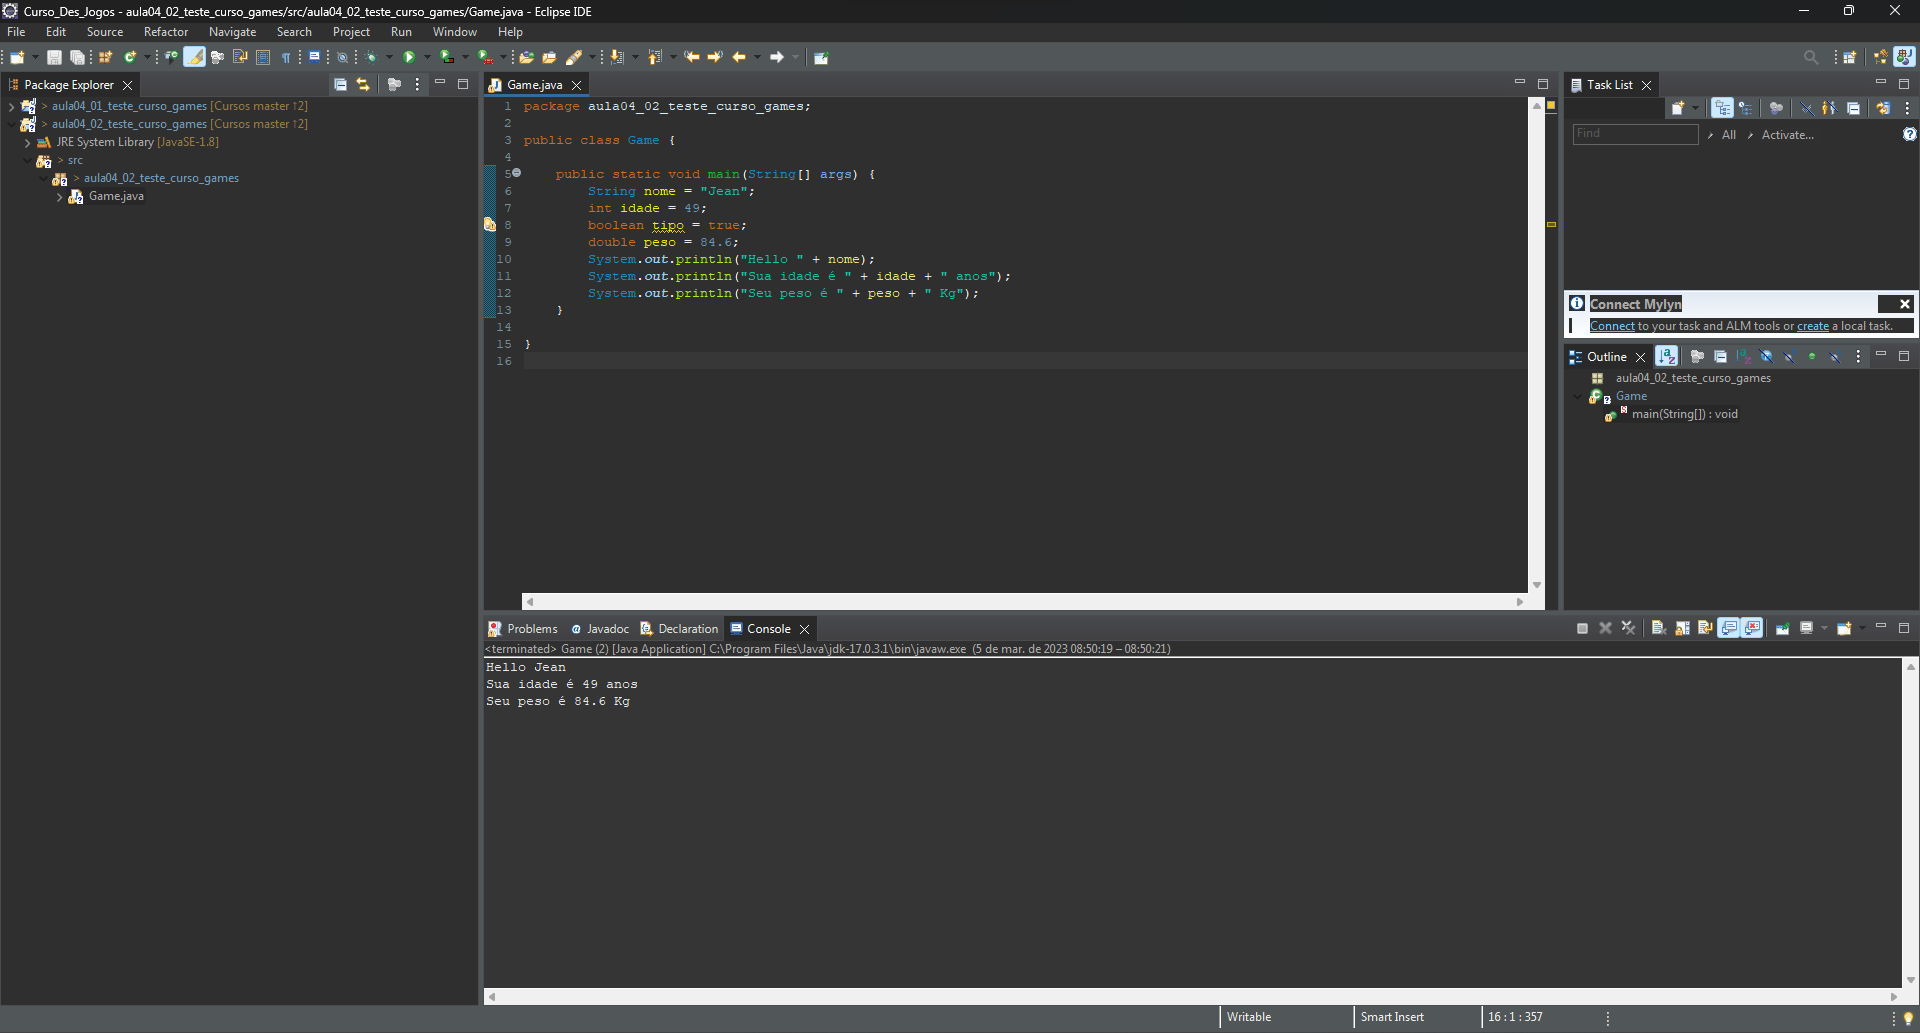 Curso_Des_Jogos - aula04_02_teste_curso_games/src/aula04_02_teste_curso_games/Game.java - Eclipse IDE
File Edit Source Refactor Navigate Search Project Run Window Help
Package Explorer
> aula04_01_teste_curso_games [Cursos master ↑2]
> aula04_02_teste_curso_games [Cursos master ↑2]
JRE System Library [JavaSE-1.8]
> src
> aula04_02_teste_curso_games
Game.java
Game.java
1 package aula04_02_teste_curso_games;
2
3 public class Game {
4
5 public static void main(String[] args) {
6 String nome = "Jean";
7 int idade = 49;
8 boolean tipo = true;
9 double peso = 84.6;
10 System.out.println("Hello " + nome);
11 System.out.println("Sua idade é " + idade + " anos");
12 System.out.println("Seu peso é " + peso + " Kg");
13 }
14
15 }
16
Task List
Find
All
Activate...
Connect Mylyn
Connect to your task and ALM tools or create a local task.
Outline
aula04_02_teste_curso_games
Game
main(String[]) : void
Problems Javadoc Declaration Console
<terminated> Game (2) [Java Application] C:\Program Files\Java\jdk-17.0.3.1\bin\javaw.exe (5 de mar. de 2023 08:50:19 – 08:50:21)
Hello Jean
Sua idade é 49 anos
Seu peso é 84.6 Kg
Writable
Smart Insert
16 : 1 : 357